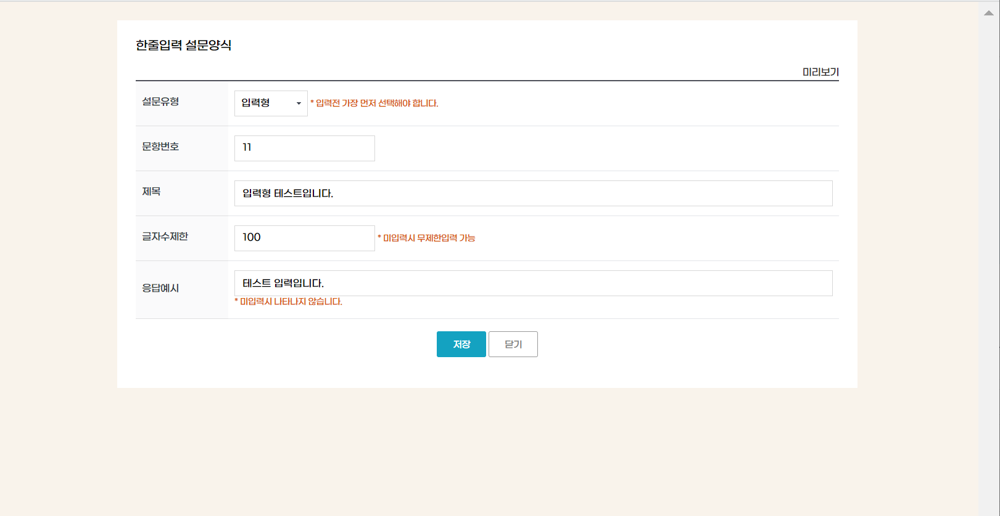 한줄입력 설문양식
미리보기
설문유형 입력형 * 입력전 가장 먼저 선택해야 합니다.
문항번호 11
제목 입력형 테스트입니다.
글자수제한 100 * 미입력시 무제한입력 가능
응답예시 테스트 입력입니다.
* 미입력시 나타나지 않습니다.
저장 닫기